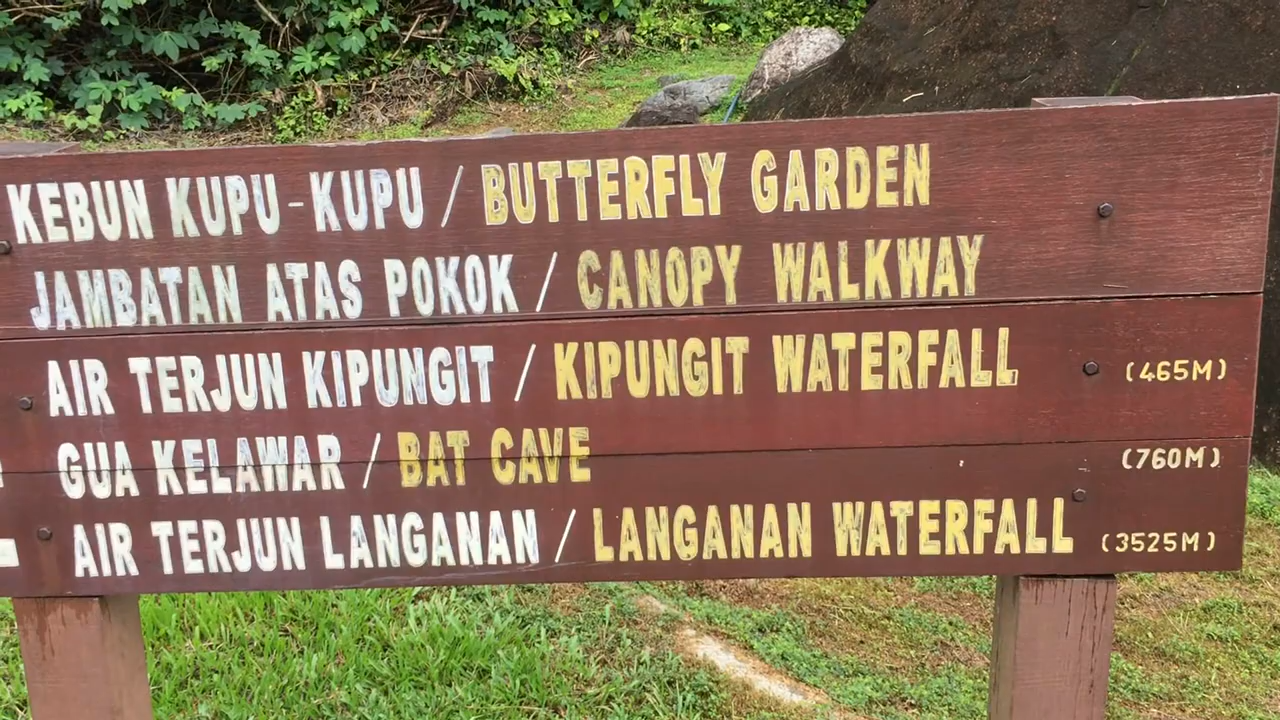 KEBUN KUPU-KUPU / BUTTERFLY GARDEN
JAMBATAN ATAS POKOK / CANOPY WALKWAY
AIR TERJUN KIPUNGIT / KIPUNGIT WATERFALL (465M)
GUA KELAWAR / BAT CAVE (760M)
AIR TERJUN LANGANAN / LANGANAN WATERFALL (3525M)